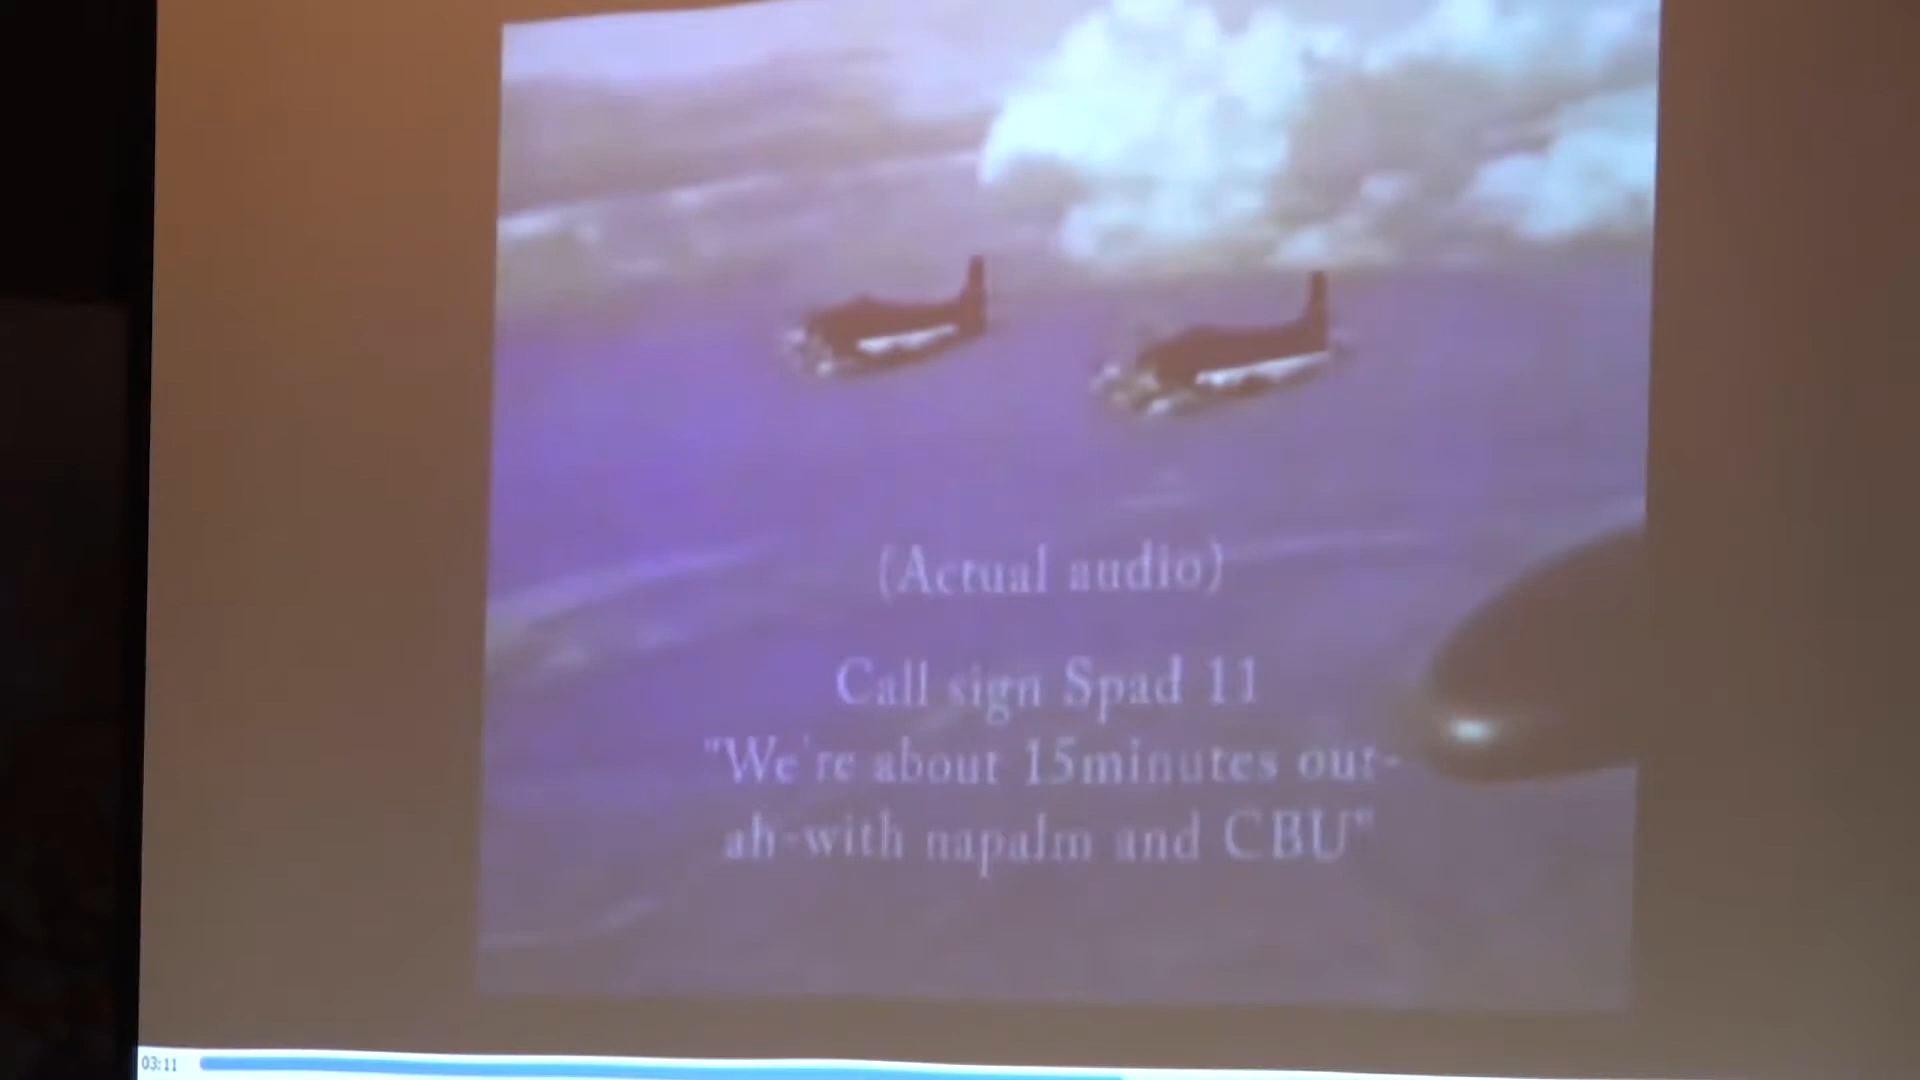 (Actual audio)
Call sign Spad 11
"We're about 15minutes out-
ah-with napalm and CBU"
03:11